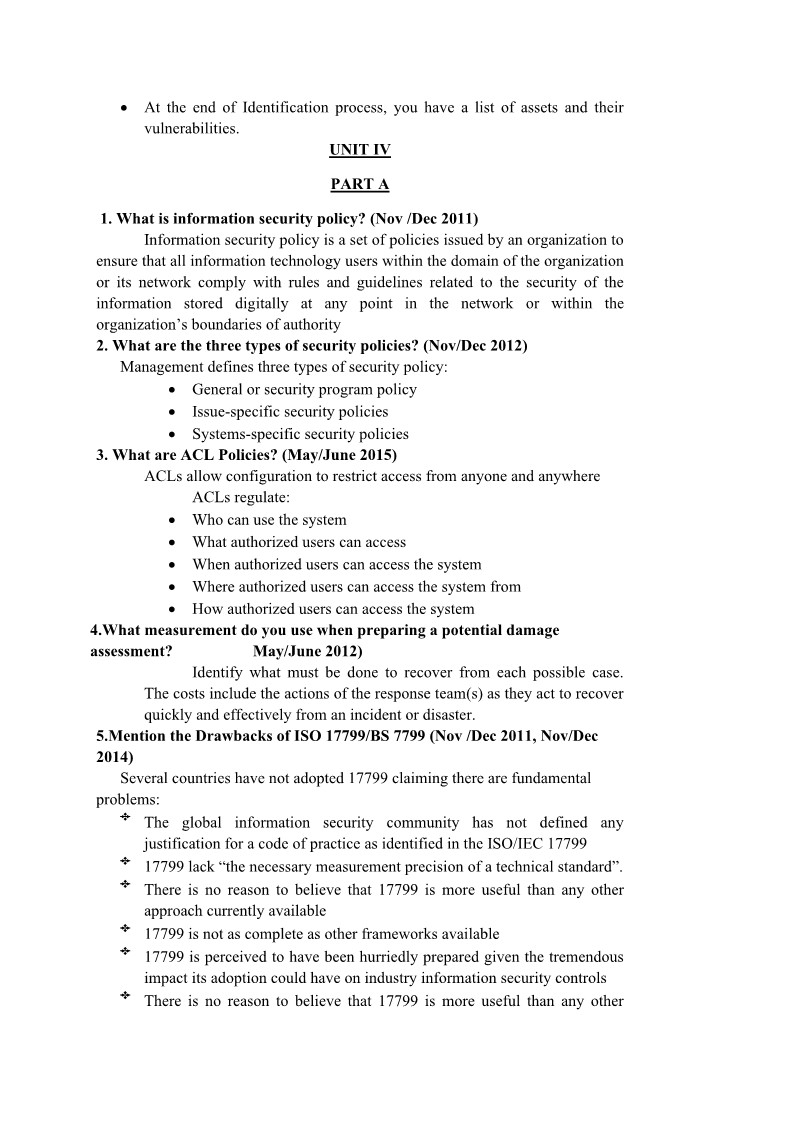 • At the end of Identification process, you have a list of assets and their
vulnerabilities.
UNIT IV
PART A
1. What is information security policy? (Nov /Dec 2011)
Information security policy is a set of policies issued by an organization to
ensure that all information technology users within the domain of the organization
or its network comply with rules and guidelines related to the security of the
information stored digitally at any point in the network or within the
organization’s boundaries of authority
2. What are the three types of security policies? (Nov/Dec 2012)
Management defines three types of security policy:
• General or security program policy
• Issue-specific security policies
• Systems-specific security policies
3. What are ACL Policies? (May/June 2015)
ACLs allow configuration to restrict access from anyone and anywhere
ACLs regulate:
• Who can use the system
• What authorized users can access
• When authorized users can access the system
• Where authorized users can access the system from
• How authorized users can access the system
4.What measurement do you use when preparing a potential damage
assessment? May/June 2012)
Identify what must be done to recover from each possible case.
The costs include the actions of the response team(s) as they act to recover
quickly and effectively from an incident or disaster.
5.Mention the Drawbacks of ISO 17799/BS 7799 (Nov /Dec 2011, Nov/Dec
2014)
Several countries have not adopted 17799 claiming there are fundamental
problems:
✤ The global information security community has not defined any
justification for a code of practice as identified in the ISO/IEC 17799
✤ 17799 lack “the necessary measurement precision of a technical standard”.
✤ There is no reason to believe that 17799 is more useful than any other
approach currently available
✤ 17799 is not as complete as other frameworks available
✤ 17799 is perceived to have been hurriedly prepared given the tremendous
impact its adoption could have on industry information security controls
✤ There is no reason to believe that 17799 is more useful than any other